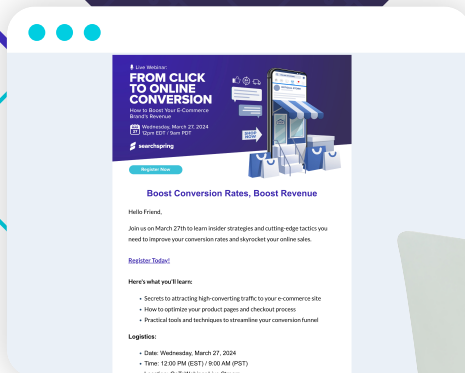 Live Webinar:
FROM CLICK
TO ONLINE
CONVERSION
How to Boost Your E-Commerce
Brand's Revenue
Wednesday, March 27, 2024
12pm EDT / 9am PDT
searchspring
Register Now
Boost Conversion Rates, Boost Revenue
Hello Friend,
Join us on March 27th to learn insider strategies and cutting-edge tactics you
need to improve your conversion rates and skyrocket your online sales.
Register Today!
Here's what you'll learn:
• Secrets to attracting high-converting traffic to your e-commerce site
• How to optimize your product pages and checkout process
• Practical tools and techniques to streamline your conversion funnel
Logistics:
• Date: Wednesday, March 27, 2024
• Time: 12:00 PM (EST) / 9:00 AM (PST)